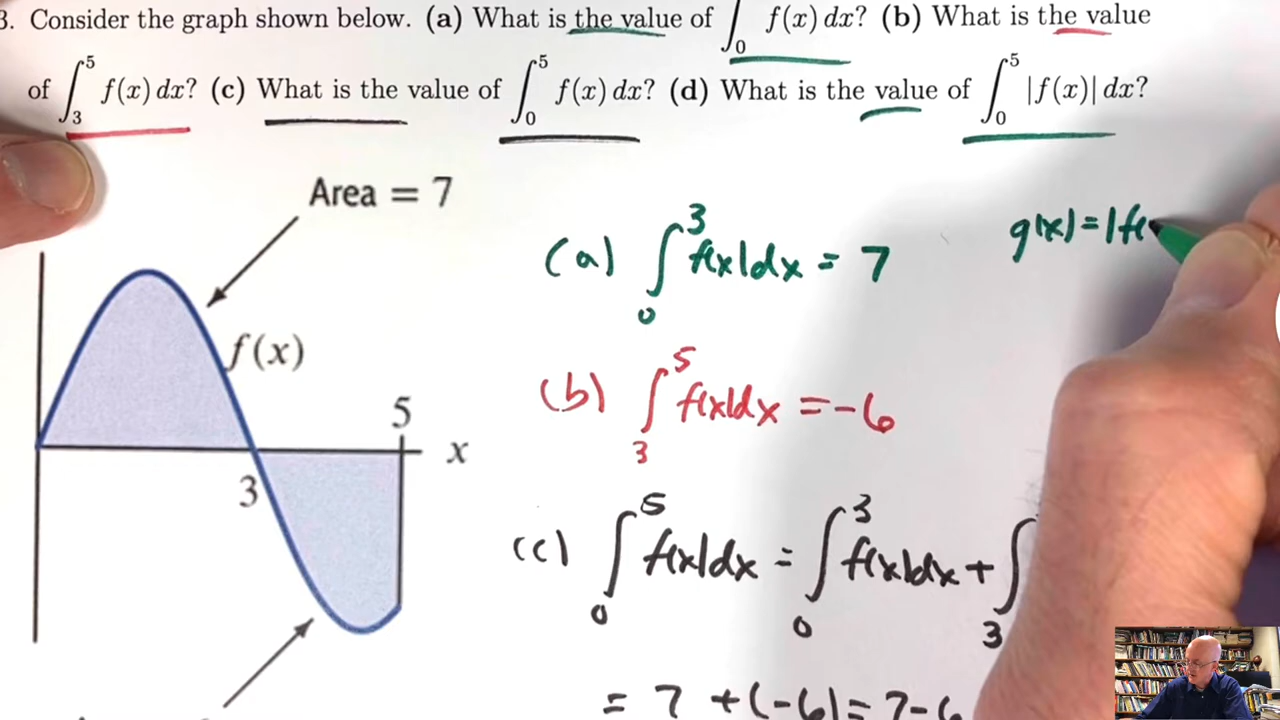 3. Consider the graph shown below. (a) What is the value of ∫₀ f(x) dx? (b) What is the value
of ∫₃⁵ f(x) dx? (c) What is the value of ∫₀⁵ f(x) dx? (d) What is the value of ∫₀⁵ |f(x)| dx?
Area = 7
f(x)
5
x
3
(a) ∫₀³ f(x)dx = 7
g(x) = |f(
(b) ∫₃⁵ f(x)dx = -6
(c) ∫₀⁵ f(x)dx = ∫₀³ f(x)dx + ∫₃
= 7 + (-6) = 7-6